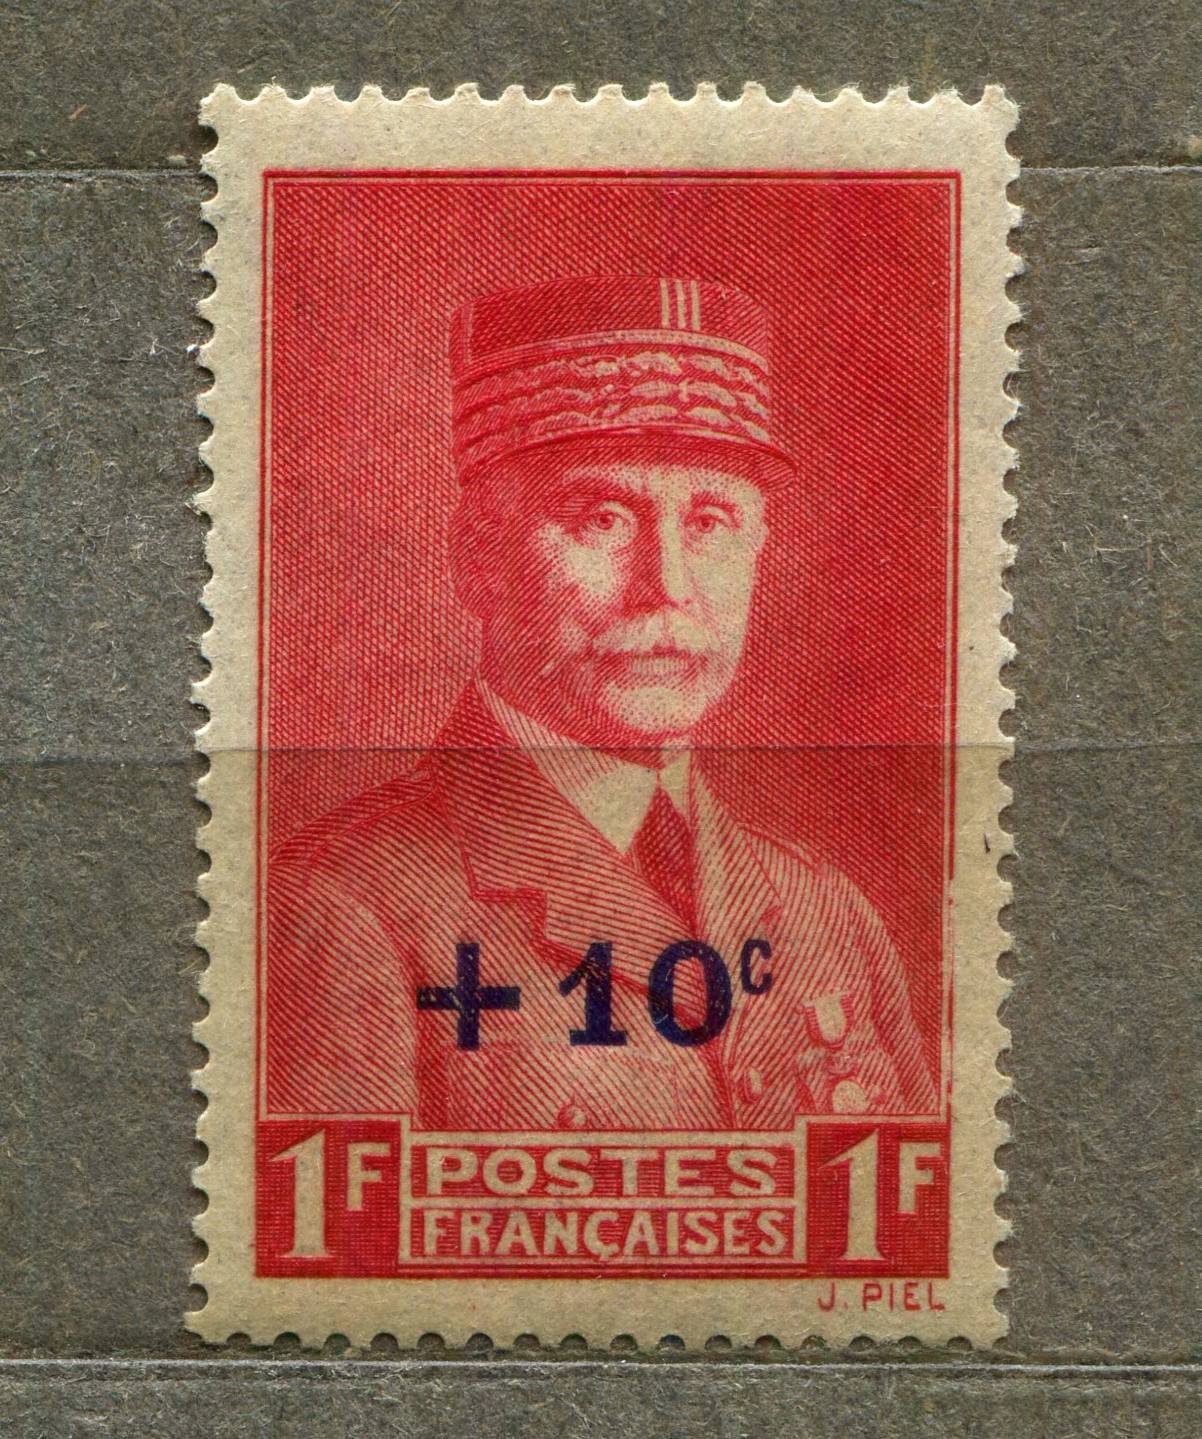 +10c
1F POSTES 1F
FRANÇAISES
J. PIEL